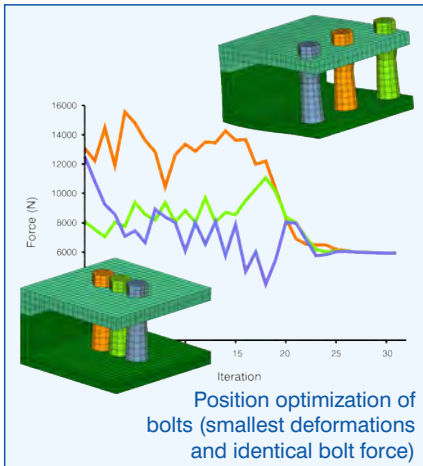 16000
14000
12000
10000
8000
6000
Force (N)
15
20
25
30
Iteration
Position optimization of
bolts (smallest deformations
and identical bolt force)